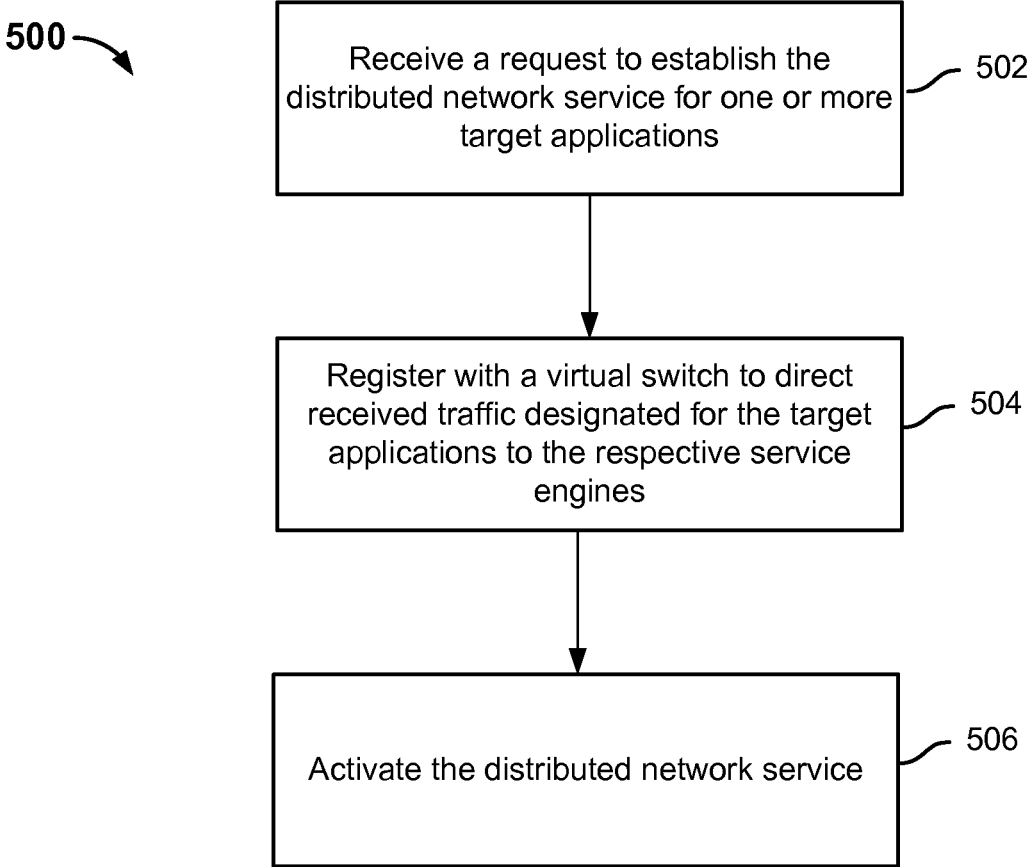 500
Receive a request to establish the
distributed network service for one or more
target applications
502
Register with a virtual switch to direct
received traffic designated for the target
applications to the respective service
engines
504
Activate the distributed network service
506